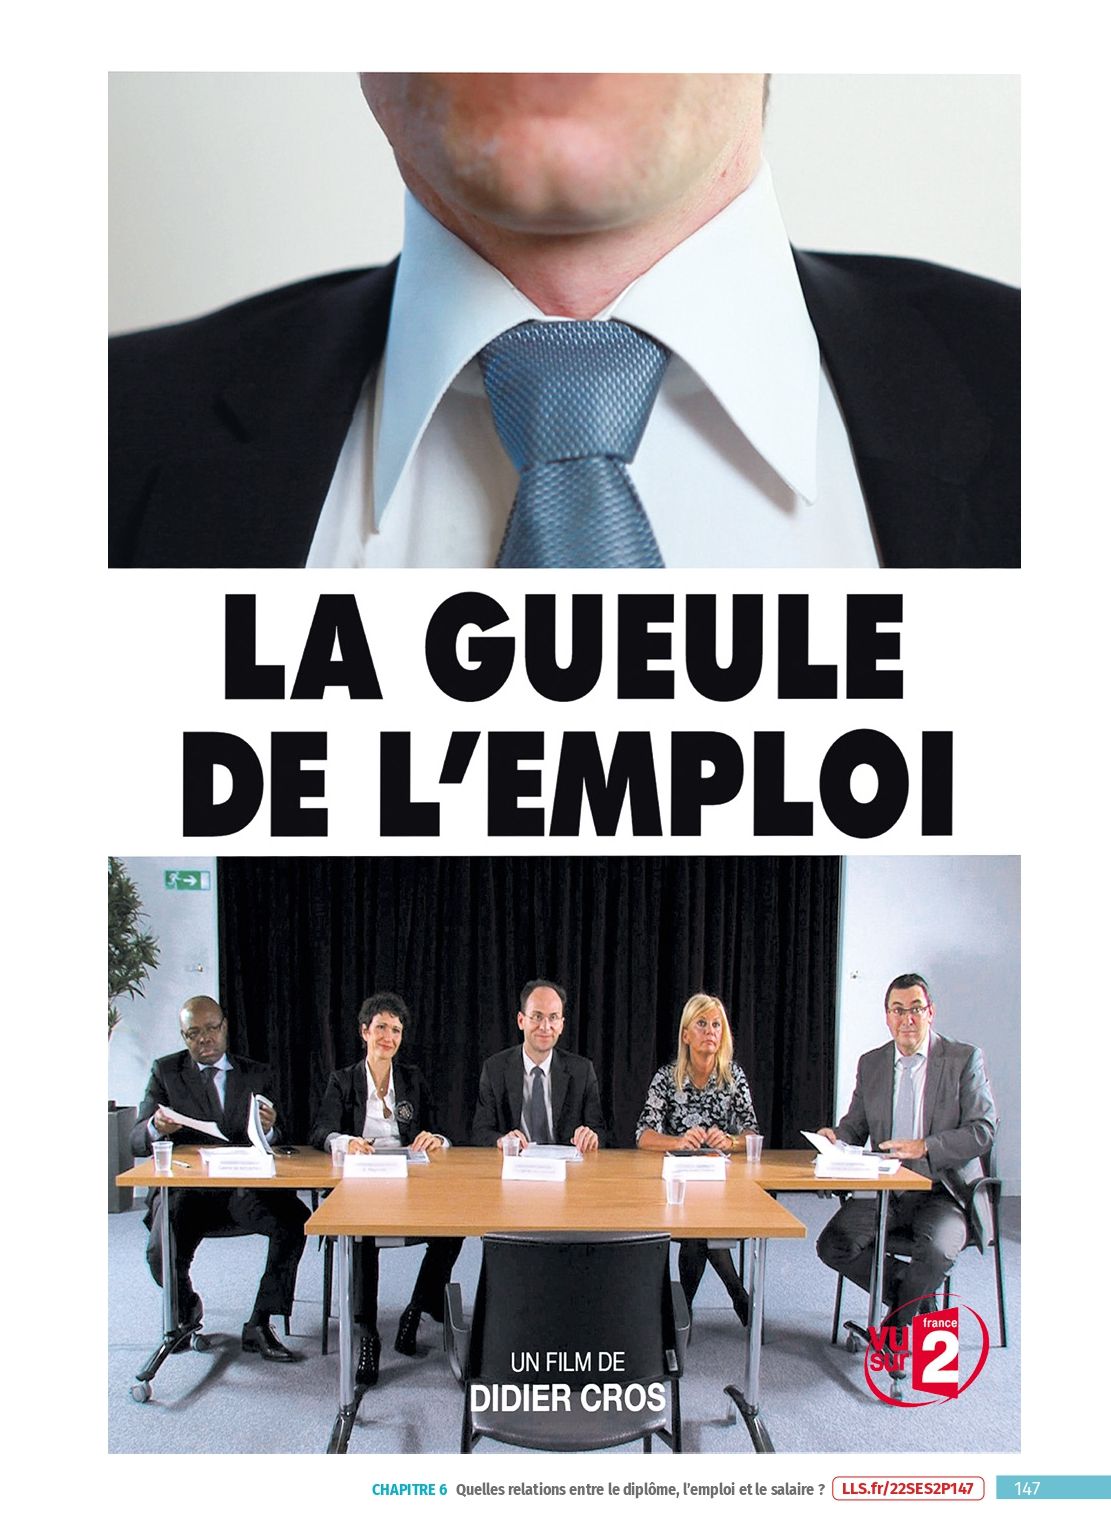 LA GUEULE
DE L'EMPLOI
UN FILM DE
DIDIER CROS
vu
sur
france
2
CHAPITRE 6 Quelles relations entre le diplôme, l'emploi et le salaire ? LLS.fr/22SES2P147 147